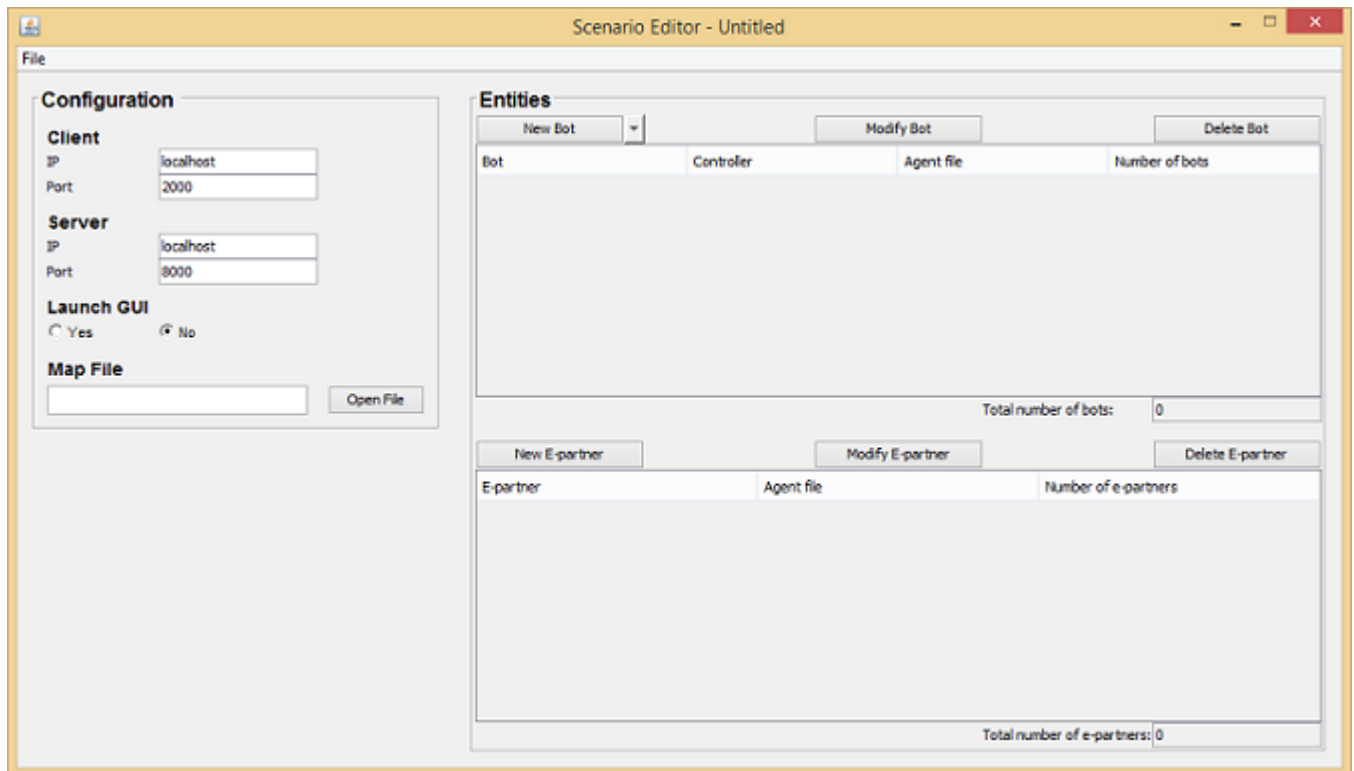 Scenario Editor - Untitled
File
Configuration
Client
IP localhost
Port 2000
Server
IP localhost
Port 8000
Launch GUI
Yes No
Map File
Open File
Entities
New Bot Modify Bot Delete Bot
Bot Controller Agent file Number of bots
Total number of bots: 0
New E-partner Modify E-partner Delete E-partner
E-partner Agent file Number of e-partners
Total number of e-partners: 0